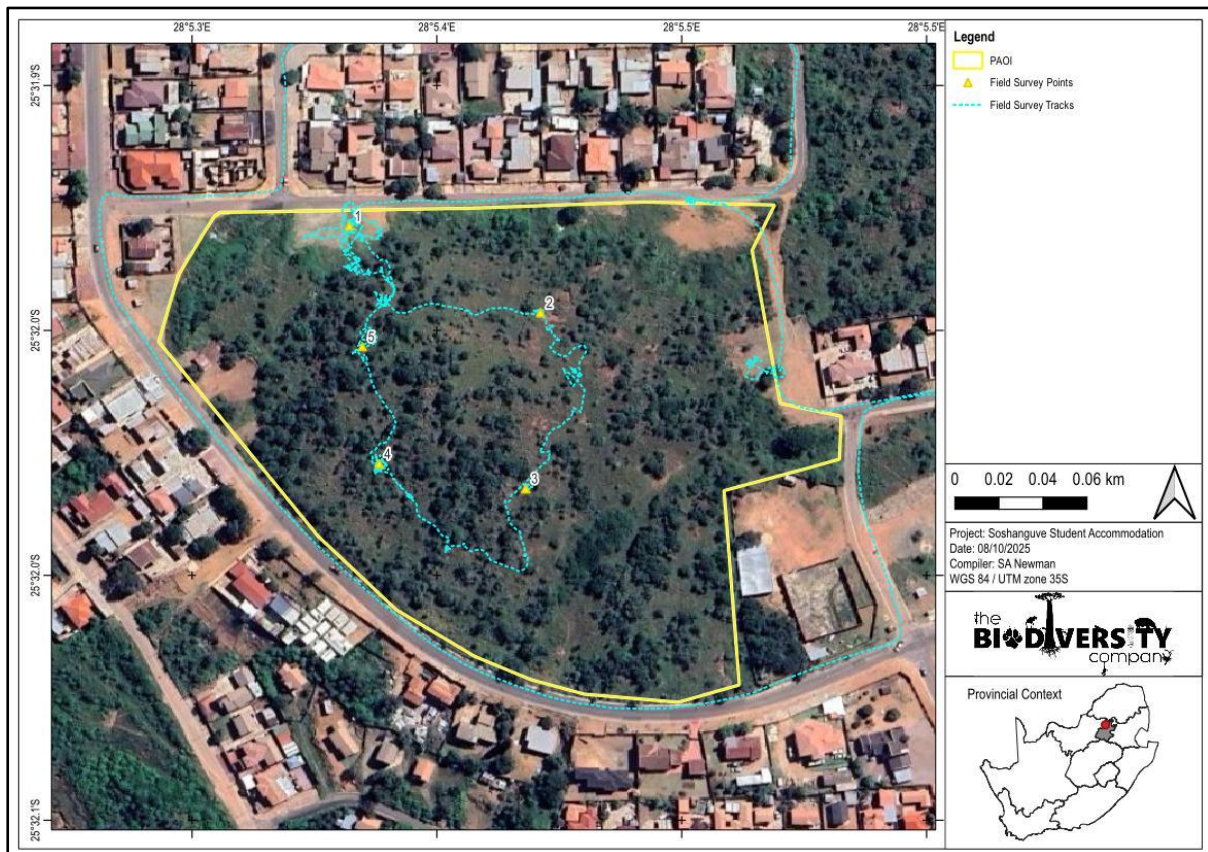 28°5.3'E 28°5.4'E 28°5.5'E 28°5.5'E
25°31.9'S
25°32.0'S
25°32.0'S
25°32.1'S
1
2
5
4
3
Legend
PAOI
Field Survey Points
Field Survey Tracks
0 0.02 0.04 0.06 km
Project: Soshanguve Student Accommodation
Date: 08/10/2025
Compiler: SA Newman
WGS 84 / UTM zone 35S
the
BIODIVERSITY
company
Provincial Context